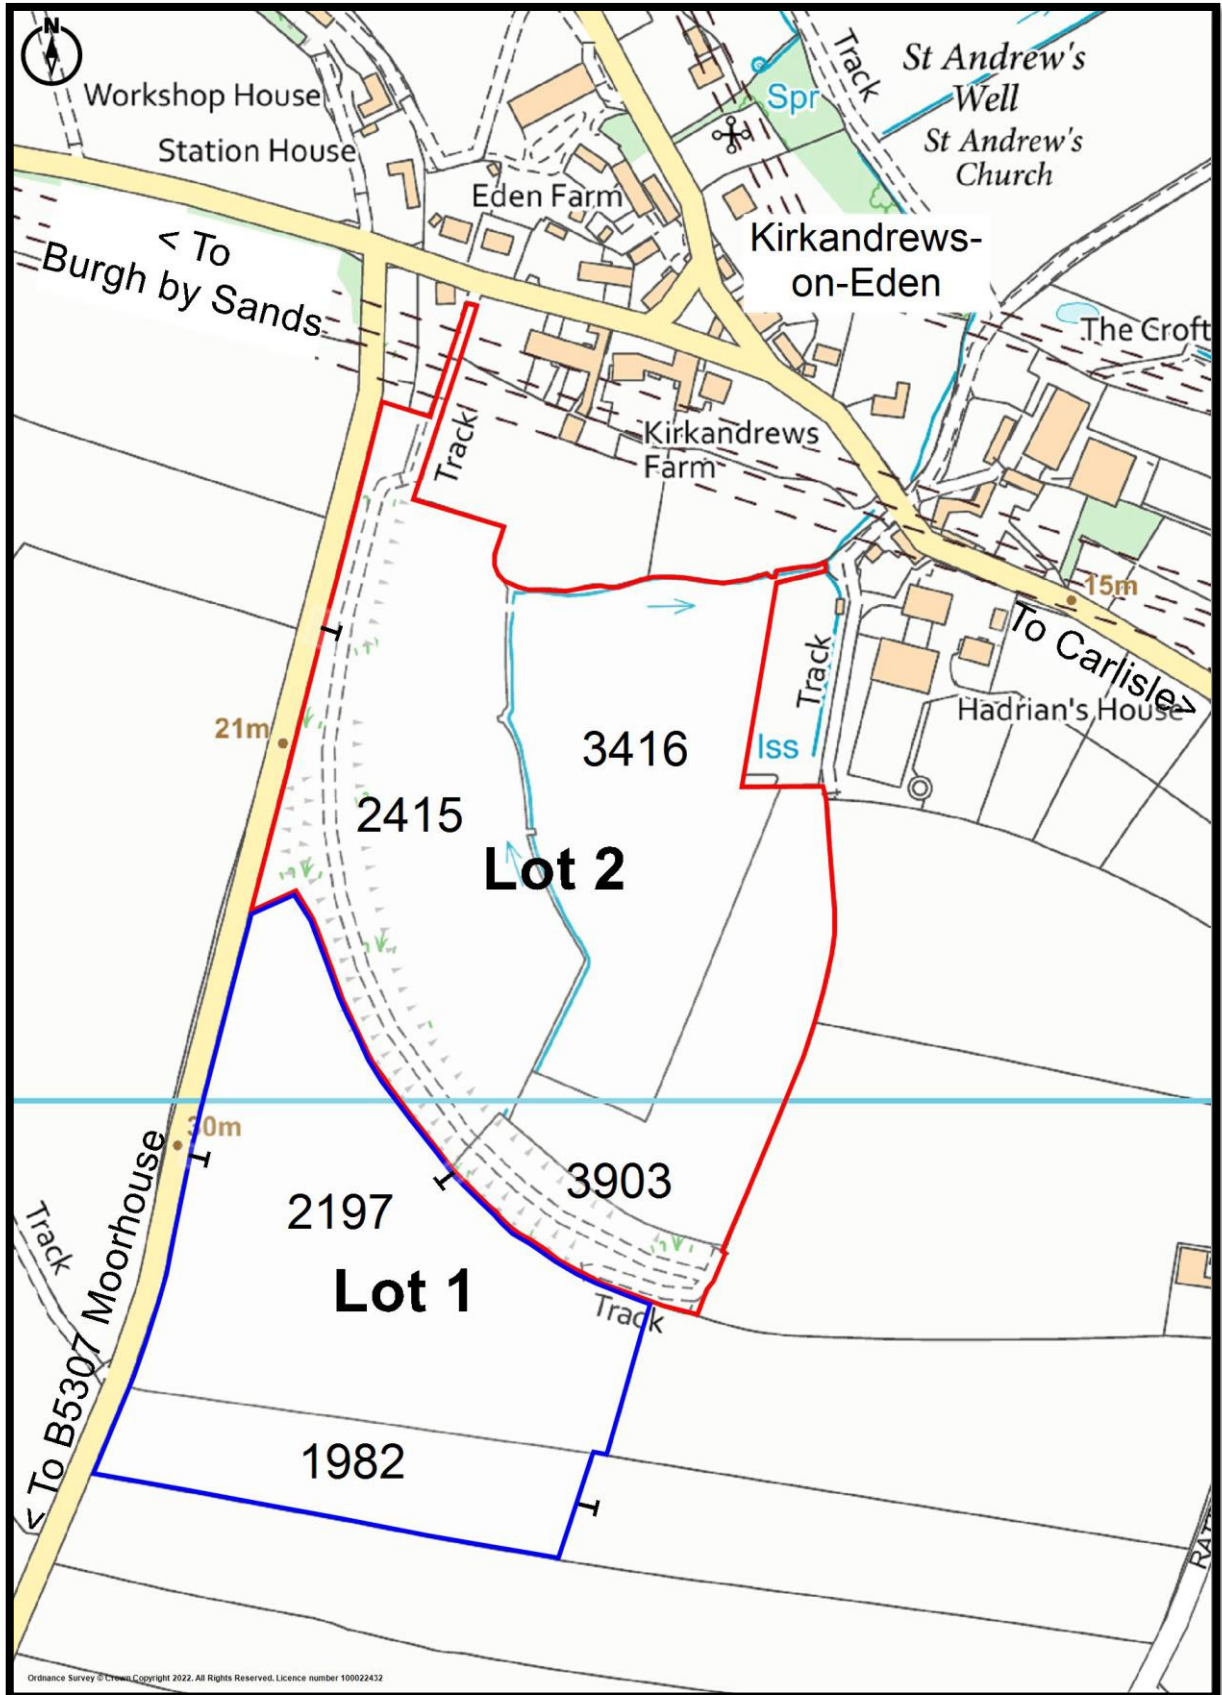 N
Workshop House
Station House
Eden Farm
Track
St Andrew's
Well
St Andrew's
Church
Spr
< To
Burgh by Sands
Kirkandrews-
on-Eden
The Croft
Track
Kirkandrews
Farm
15m
To Carlisle>
Track
Hadrian's House
Iss
21m
3416
2415
Lot 2
30m
3903
2197
Lot 1
Track
Track
< To B5307 Moorhouse
1982
Ordnance Survey © Crown Copyright 2022. All Rights Reserved. Licence number 100022432